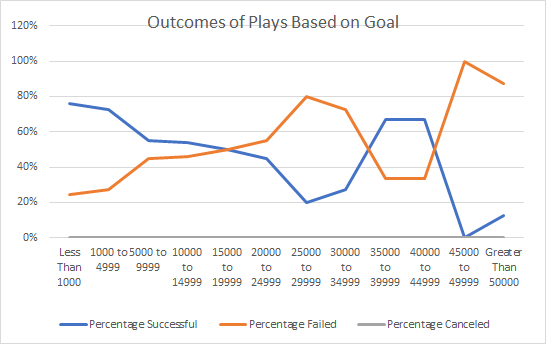 Outcomes of Plays Based on Goal
120%
100%
80%
60%
40%
20%
0%
Less Than 1000
1000 to 4999
5000 to 9999
10000 to 14999
15000 to 19999
20000 to 24999
25000 to 29999
30000 to 34999
35000 to 39999
40000 to 44999
45000 to 49999
Greater Than 50000
Percentage Successful
Percentage Failed
Percentage Canceled